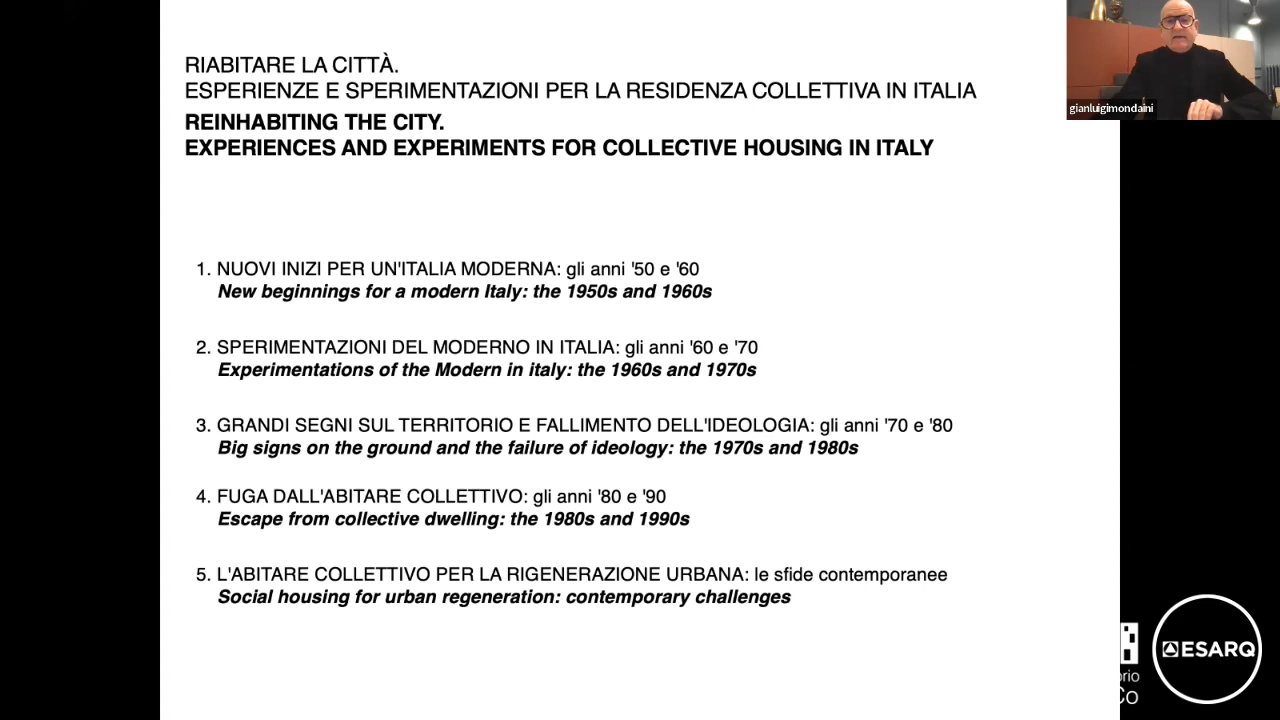 RIABITARE LA CITTÀ.
ESPERIENZE E SPERIMENTAZIONI PER LA RESIDENZA COLLETTIVA IN ITALIA
REINHABITING THE CITY.
EXPERIENCES AND EXPERIMENTS FOR COLLECTIVE HOUSING IN ITALY
gianluigimondaini
1. NUOVI INIZI PER UN'ITALIA MODERNA: gli anni '50 e '60
New beginnings for a modern Italy: the 1950s and 1960s
2. SPERIMENTAZIONI DEL MODERNO IN ITALIA: gli anni '60 e '70
Experimentations of the Modern in italy: the 1960s and 1970s
3. GRANDI SEGNI SUL TERRITORIO E FALLIMENTO DELL'IDEOLOGIA: gli anni '70 e '80
Big signs on the ground and the failure of ideology: the 1970s and 1980s
4. FUGA DALL'ABITARE COLLETTIVO: gli anni '80 e '90
Escape from collective dwelling: the 1980s and 1990s
5. L'ABITARE COLLETTIVO PER LA RIGENERAZIONE URBANA: le sfide contemporanee
Social housing for urban regeneration: contemporary challenges
ESARQ